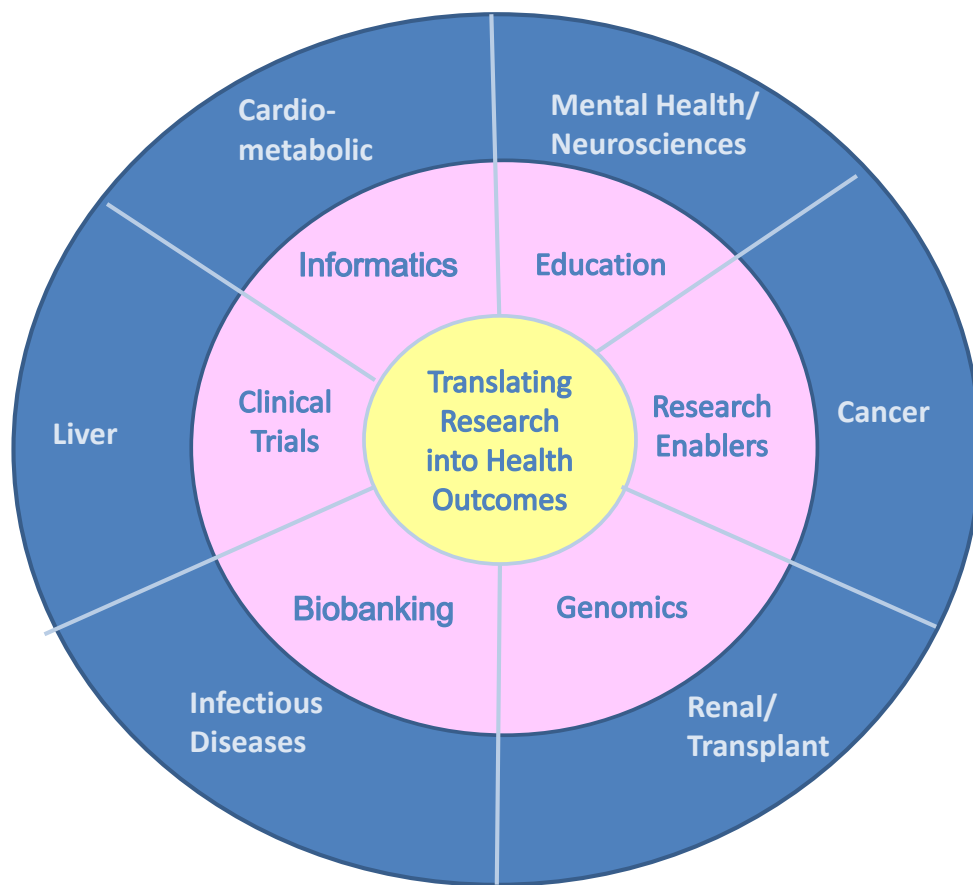 Cardio-
metabolic
Mental Health/
Neurosciences
Informatics
Education
Clinical
Trials
Translating
Research
into Health
Outcomes
Research
Enablers
Liver
Cancer
Biobanking
Genomics
Infectious
Diseases
Renal/
Transplant